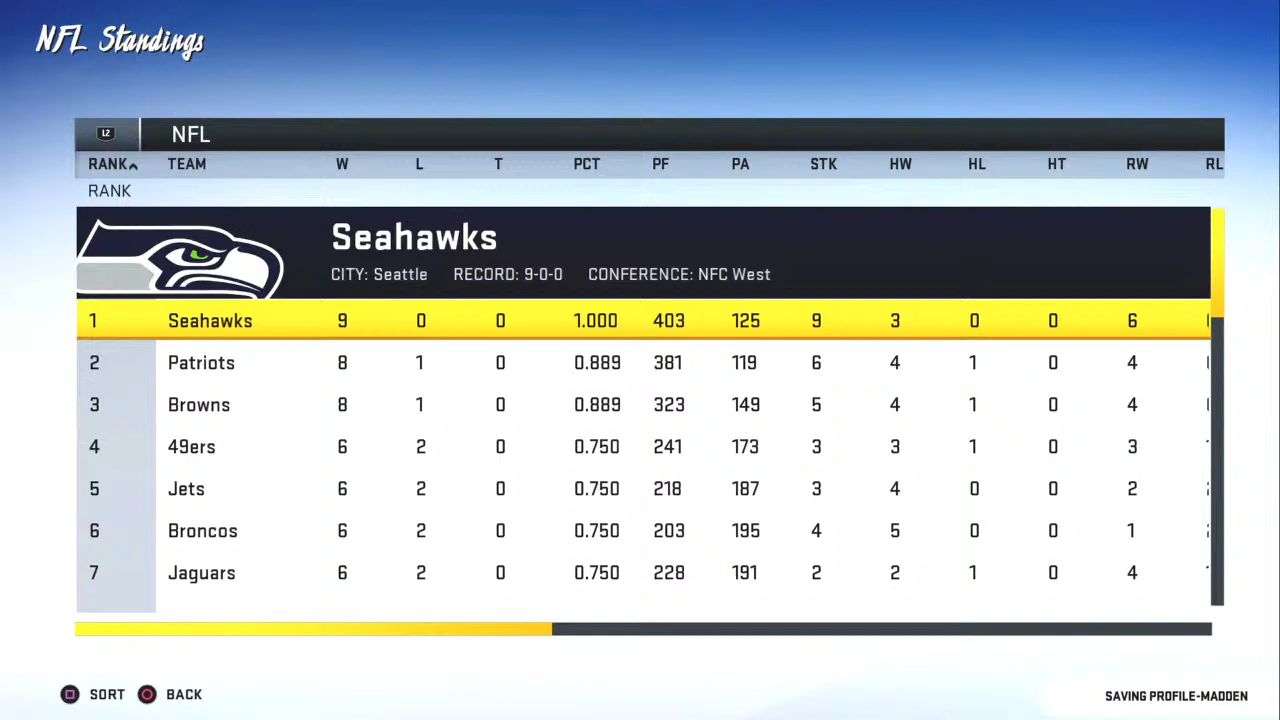 NFL Standings
L2 NFL
RANK TEAM W L T PCT PF PA STK HW HL HT RW RL
RANK
Seahawks
CITY: Seattle RECORD: 9-0-0 CONFERENCE: NFC West
1 Seahawks 9 0 0 1.000 403 125 9 3 0 0 6
2 Patriots 8 1 0 0.889 381 119 6 4 1 0 4
3 Browns 8 1 0 0.889 323 149 5 4 1 0 4
4 49ers 6 2 0 0.750 241 173 3 3 1 0 3
5 Jets 6 2 0 0.750 218 187 3 4 0 0 2
6 Broncos 6 2 0 0.750 203 195 4 5 0 0 1
7 Jaguars 6 2 0 0.750 228 191 2 2 1 0 4
SORT BACK
SAVING PROFILE-MADDEN